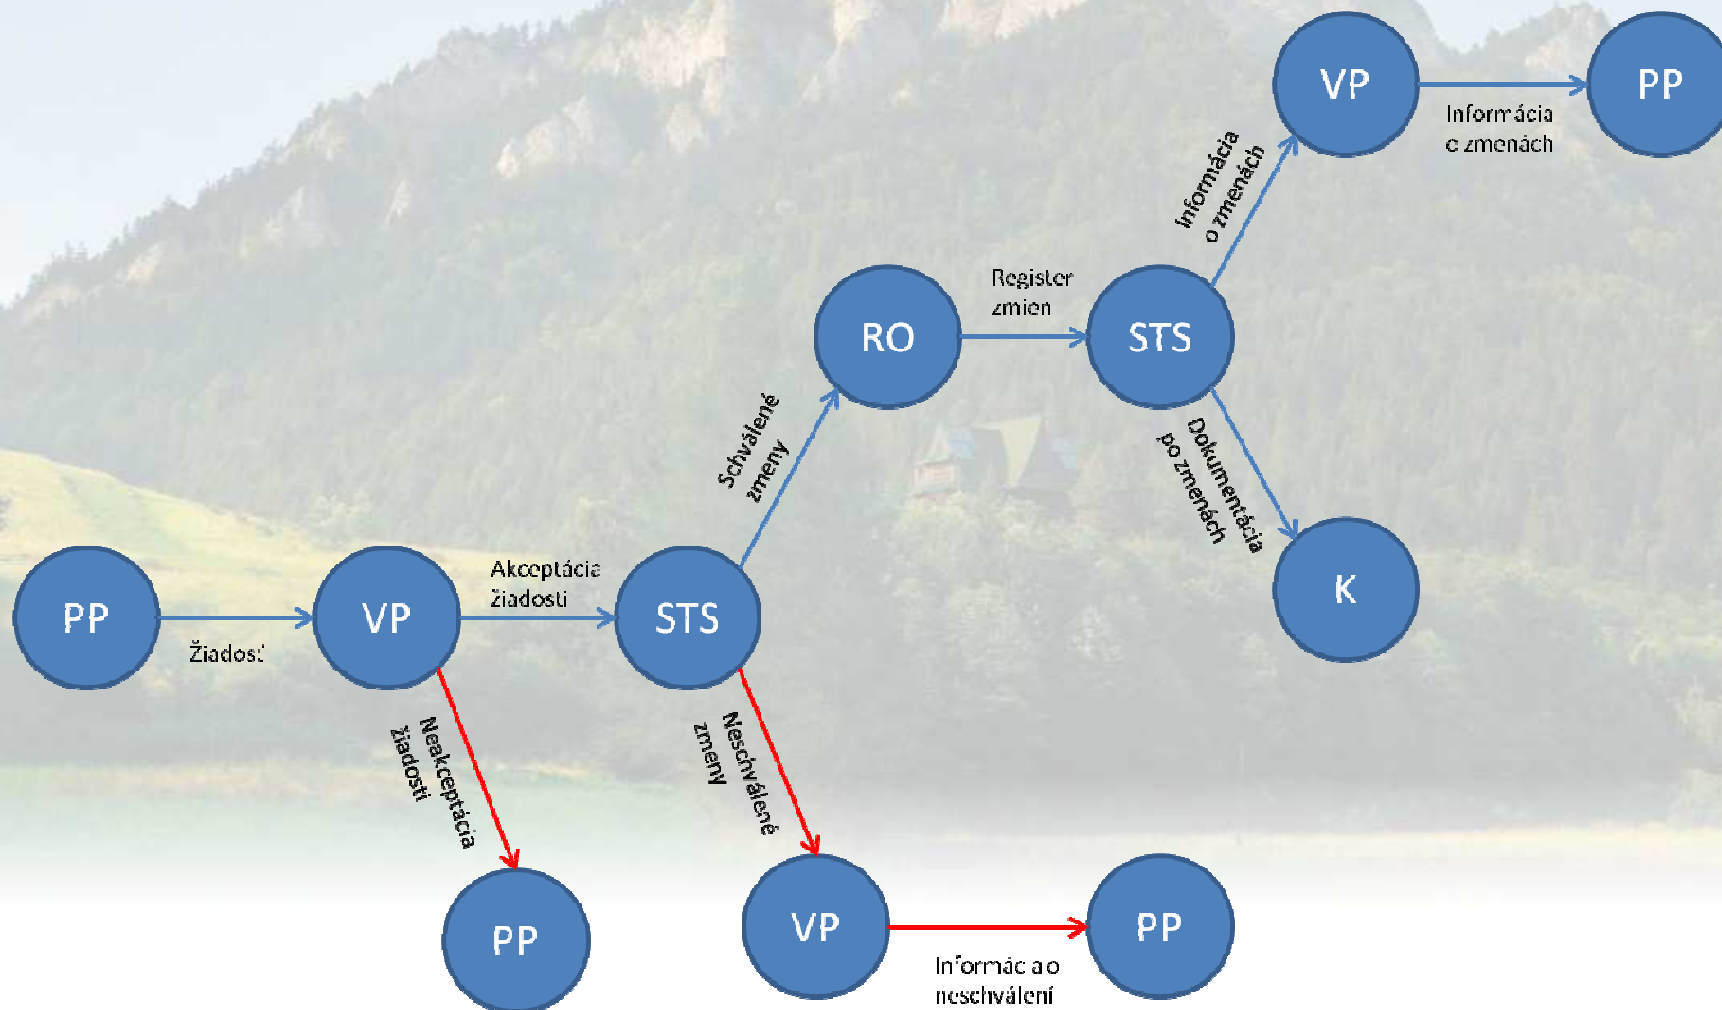 VP
PP
Informácia
o zmenách
Informácia
o zmenách
RO
Register
zmien
STS
Schválené
zmeny
Dokumentácia
po zmenách
K
PP
Žiadosť
VP
Akceptácia
žiadosti
STS
Neakceptácia
žiadosti
Neschválené
zmeny
PP
VP
Informácia o
neschválení
PP